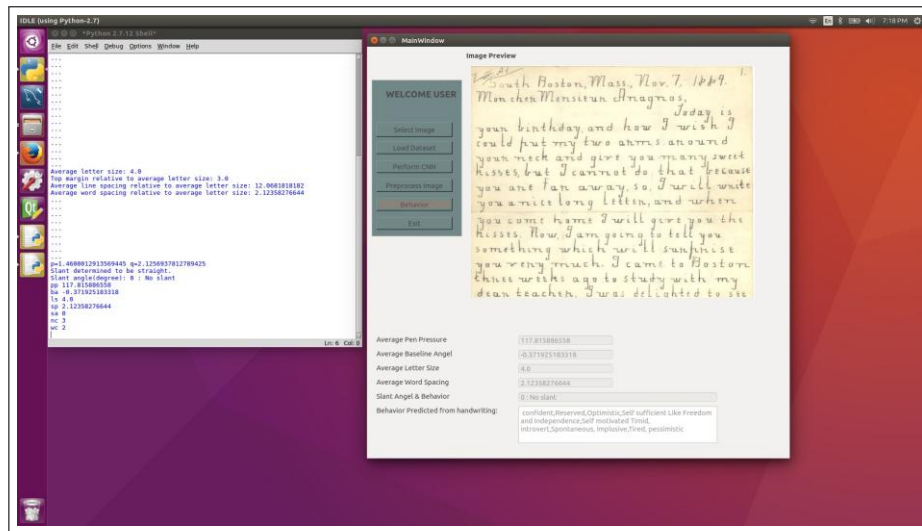 IDLE (using Python-2.7)
7:18 PM
*Python 2.7.12 Shell*
File Edit Shell Debug Options Window Help
...
...
...
...
...
...
...
...
...
...
...
...
...
Average letter size: 4.0
Top margin relative to average letter size: 3.0
Average line spacing relative to average letter size: 12.0681818182
Average word spacing relative to average letter size: 2.12358276644
...
...
...
...
...
...
...
Slant determined to be straight.
Slant angle(degree): 0 : No slant
pp 117.815886558
ba -0.371925183318
ls 4.0
sp 2.12358276644
sa 0
mc 3
wc 2
Ln: 6 Col: 0
MainWindow
Image Preview
WELCOME USER
Select Image
Load Dataset
Perform CNN
Preprocess Image
Behavior
Exit
South Boston, Mass, Nov. 7, 1889.
1.
Mon cher Monsieur Anagnos,
Today is
your birthday, and how I wish I
could put my two arms around
your neck and give you many sweet
kisses, but I cannot do that because
you are far away, so, I will write
you a nice long letter, and when
you come home I will give you the
kisses. Now, I am going to tell you
something which will surprise
you very much. I came to Boston
three weeks ago to study with my
dear teacher. I was delighted to see
Average Pen Pressure
117.815886558
Average Baseline Angel
-0.371925183318
Average Letter Size
4.0
Average Word Spacing
2.12358276644
Slant Angel & Behavior
0 : No slant
Behavior Predicted from handwriting:
confident,Reserved,Optimistic,Self sufficient Like Freedom
and Independence,Self motivated Timid,
introvert,Spontaneous, Implusive,Tired, pessimistic